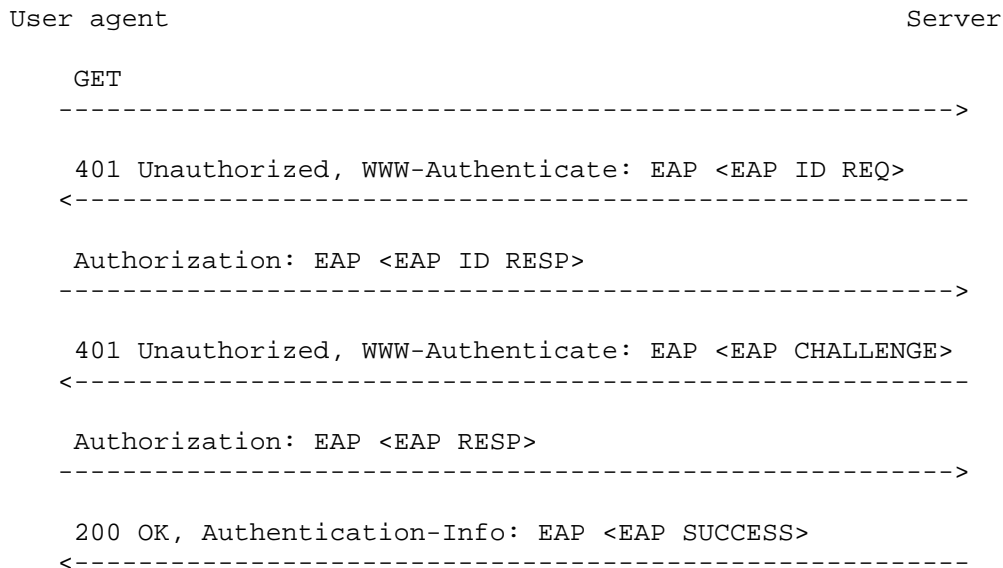 User agent Server
GET
-------------------------------------------------------->
401 Unauthorized, WWW-Authenticate: EAP <EAP ID REQ>
<--------------------------------------------------------
Authorization: EAP <EAP ID RESP>
-------------------------------------------------------->
401 Unauthorized, WWW-Authenticate: EAP <EAP CHALLENGE>
<--------------------------------------------------------
Authorization: EAP <EAP RESP>
-------------------------------------------------------->
200 OK, Authentication-Info: EAP <EAP SUCCESS>
<--------------------------------------------------------